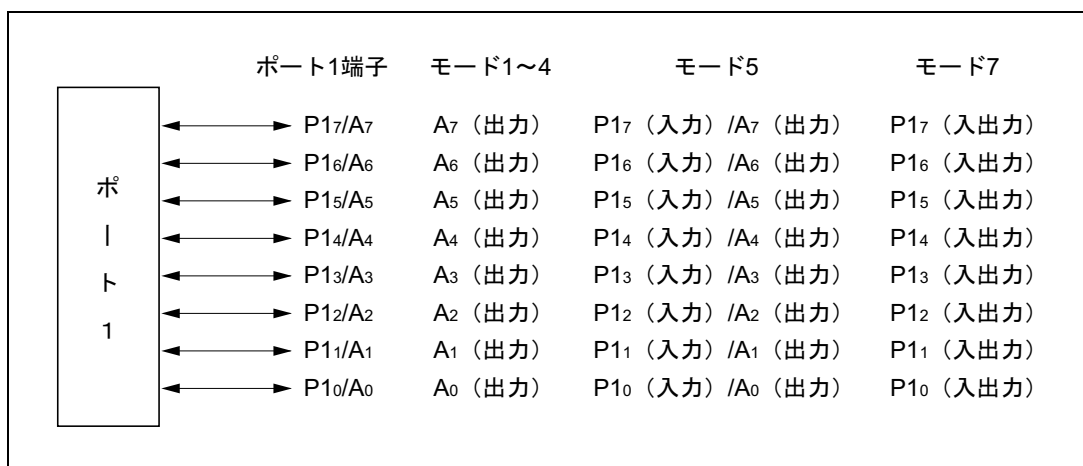 ポート1端子 モード1～4 モード5 モード7
P17/A7 A7（出力） P17（入力）/A7（出力） P17（入出力）
P16/A6 A6（出力） P16（入力）/A6（出力） P16（入出力）
P15/A5 A5（出力） P15（入力）/A5（出力） P15（入出力）
P14/A4 A4（出力） P14（入力）/A4（出力） P14（入出力）
P13/A3 A3（出力） P13（入力）/A3（出力） P13（入出力）
P12/A2 A2（出力） P12（入力）/A2（出力） P12（入出力）
P11/A1 A1（出力） P11（入力）/A1（出力） P11（入出力）
P10/A0 A0（出力） P10（入力）/A0（出力） P10（入出力）
ポート1